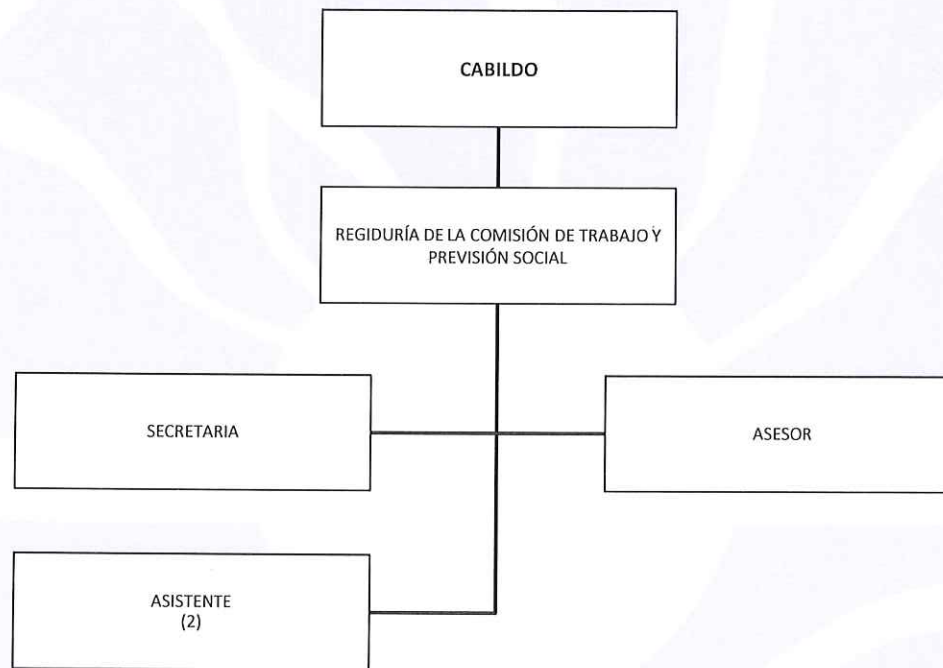 CABILDO
REGIDURÍA DE LA COMISIÓN DE TRABAJO Y
PREVISIÓN SOCIAL
SECRETARIA
ASESOR
ASISTENTE
(2)